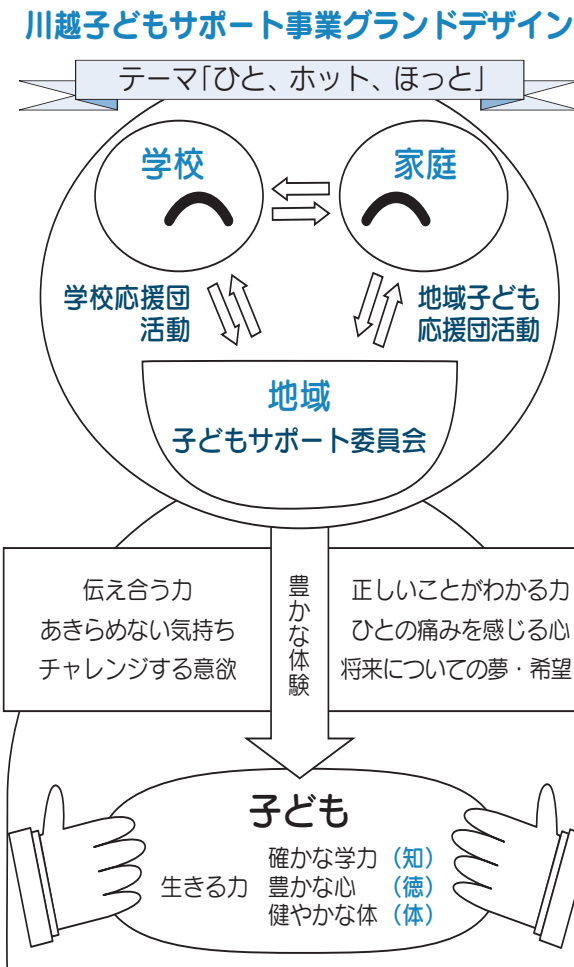 川越子どもサポート事業グランドデザイン
テーマ「ひと、ホット、ほっと」
学校
家庭
学校応援団
活動
地域子ども
応援団活動
地域
子どもサポート委員会
伝え合う力
あきらめない気持ち
チャレンジする意欲
豊かな体験
正しいことがわかる力
ひとの痛みを感じる心
将来についての夢・希望
子ども
確かな学力（知）
生きる力 豊かな心（徳）
健やかな体（体）